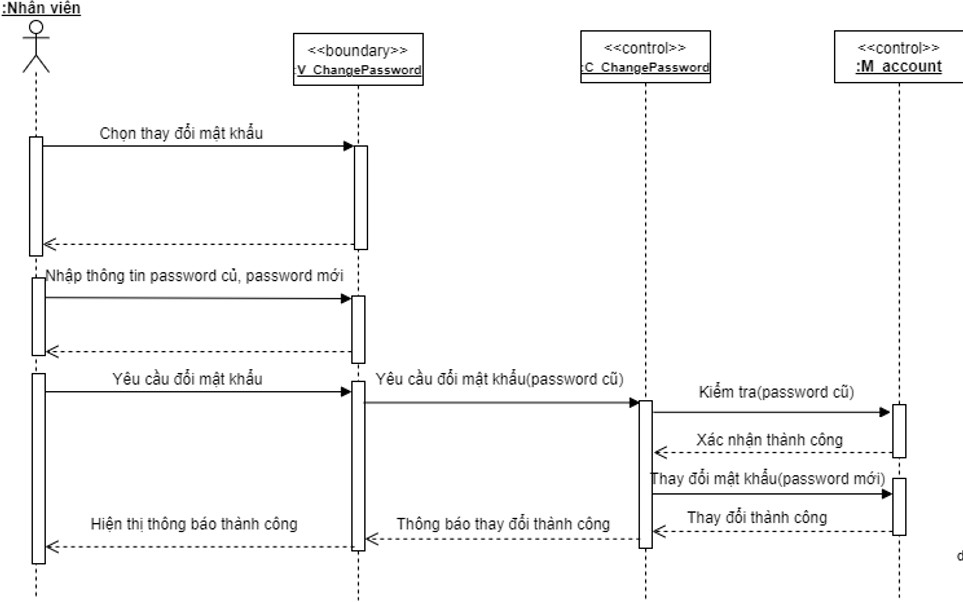 :Nhân viên
<<boundary>>
:V_ChangePassword
<<control>>
:C_ChangePassword
<<control>>
:M_account
Chọn thay đổi mật khẩu
Nhập thông tin password củ, password mới
Yêu cầu đổi mật khẩu
Yêu cầu đổi mật khẩu(password cũ)
Kiểm tra(password cũ)
Xác nhận thành công
Thay đổi mật khẩu(password mới)
Thay đổi thành công
Thông báo thay đổi thành công
Hiện thị thông báo thành công
d